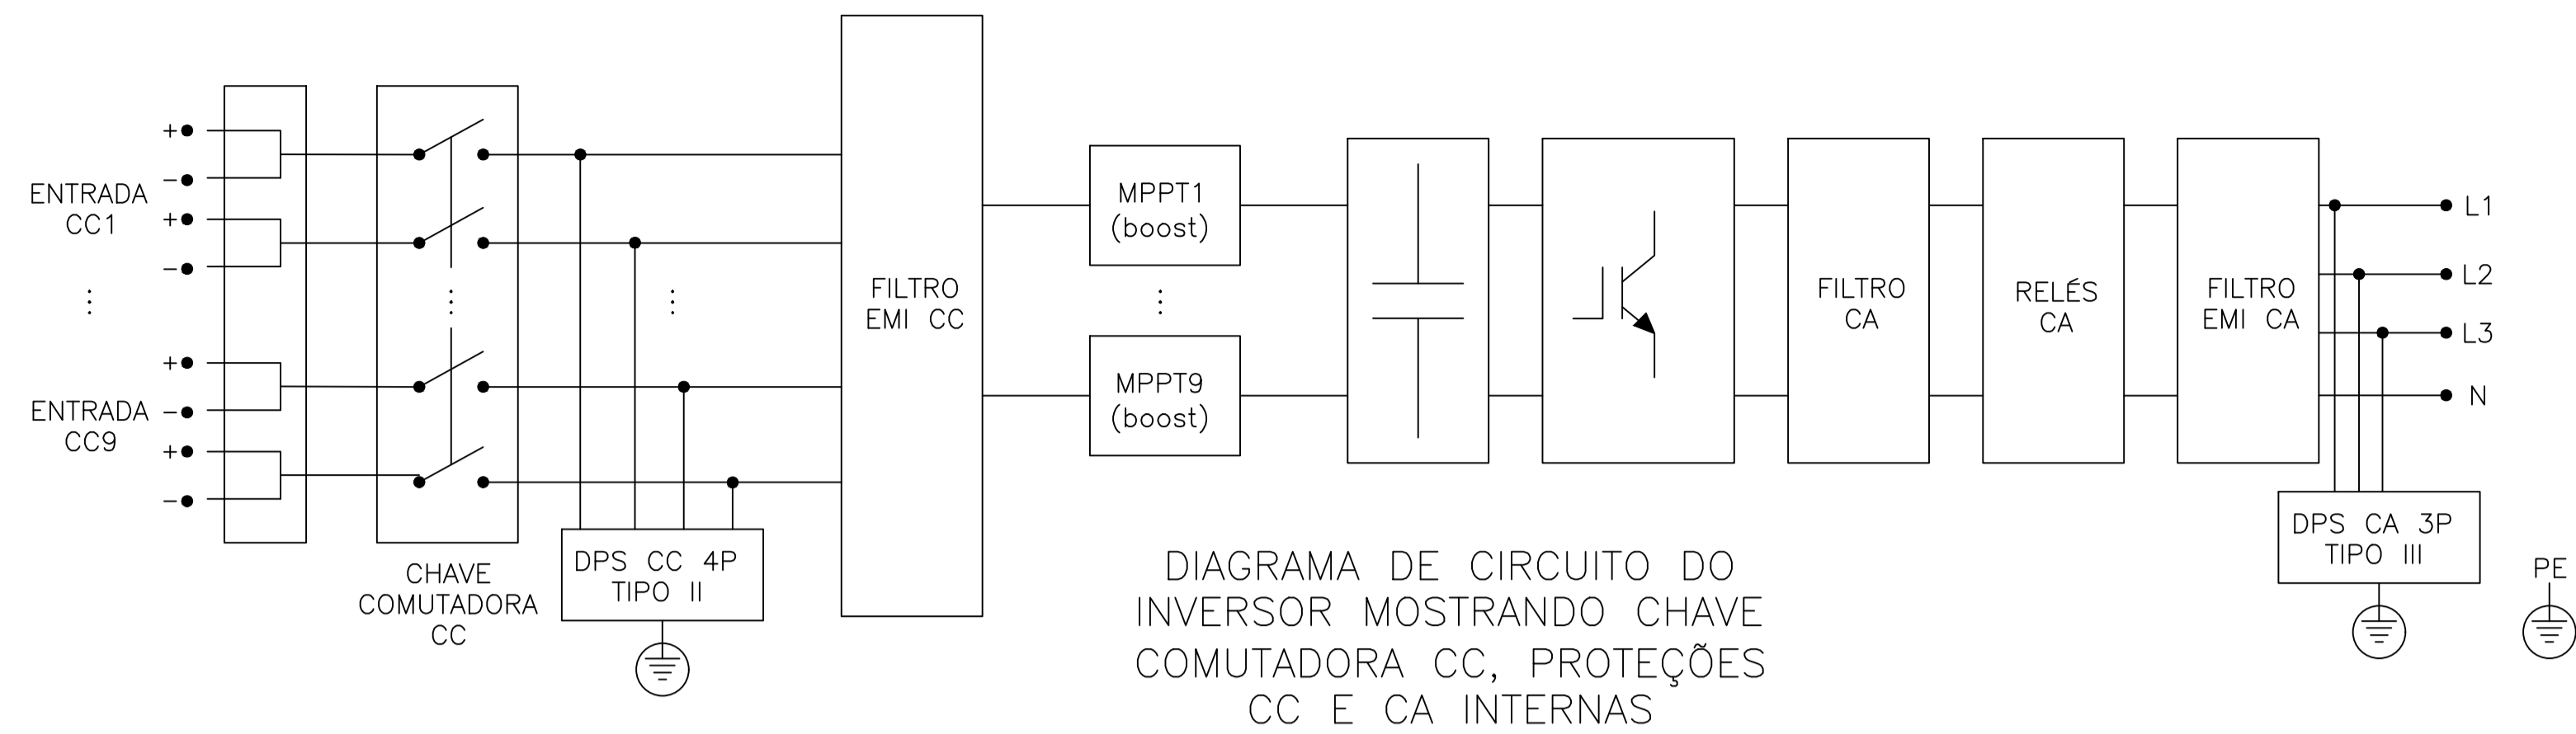 +
−
ENTRADA
CC1
+
−
+
−
ENTRADA
CC9
+
−
CHAVE
COMUTADORA
CC
DPS CC 4P
TIPO II
FILTRO
EMI CC
MPPT1
(boost)
MPPT9
(boost)
FILTRO
CA
RELÉS
CA
FILTRO
EMI CA
L1
L2
L3
N
DPS CA 3P
TIPO III
PE
DIAGRAMA DE CIRCUITO DO
INVERSOR MOSTRANDO CHAVE
COMUTADORA CC, PROTEÇÕES
CC E CA INTERNAS